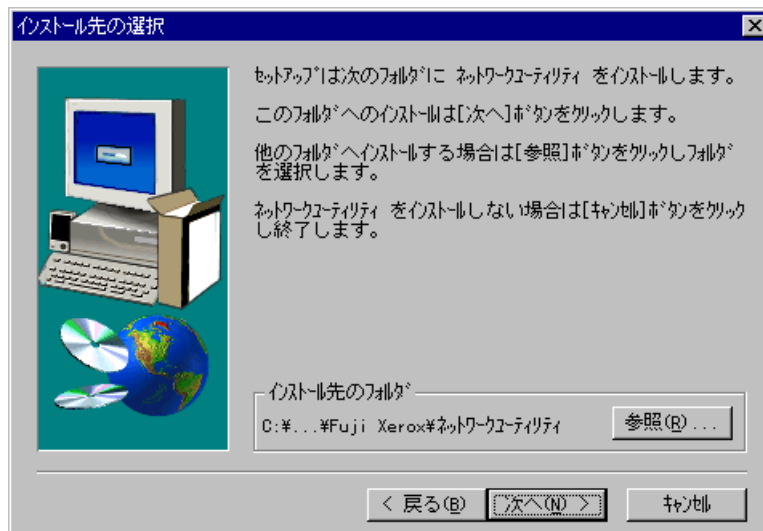 インストール先の選択
ｾｯﾄｱｯﾌﾟは次のﾌｫﾙﾀﾞに ﾈｯﾄﾜｰｸﾕｰﾃｨﾘﾃｨ をｲﾝｽﾄｰﾙします。
このﾌｫﾙﾀﾞへのｲﾝｽﾄｰﾙは[次へ]ﾎﾞﾀﾝをｸﾘｯｸします。
他のﾌｫﾙﾀﾞへｲﾝｽﾄｰﾙする場合は[参照]ﾎﾞﾀﾝをｸﾘｯｸしﾌｫﾙﾀﾞ
を選択します。
ﾈｯﾄﾜｰｸﾕｰﾃｨﾘﾃｨ をｲﾝｽﾄｰﾙしない場合は[ｷｬﾝｾﾙ]ﾎﾞﾀﾝをｸﾘｯｸ
し終了します。
ｲﾝｽﾄｰﾙ先のﾌｫﾙﾀﾞ
C:¥...¥Fuji Xerox¥ﾈｯﾄﾜｰｸﾕｰﾃｨﾘﾃｨ
参照(R)...
< 戻る(B)
次へ(N) >
ｷｬﾝｾﾙ